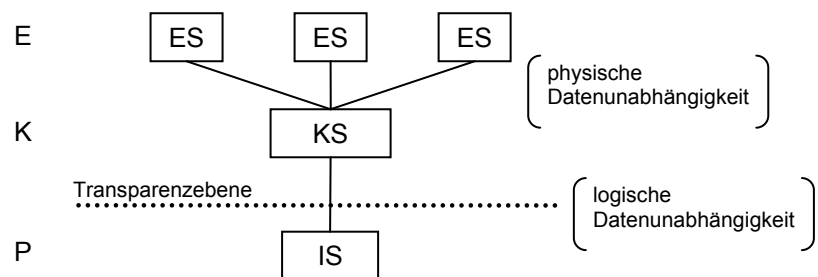 E
ES
ES
ES
physische
Datenunabhängigkeit
K
KS
Transparenzebene
logische
Datenunabhängigkeit
P
IS